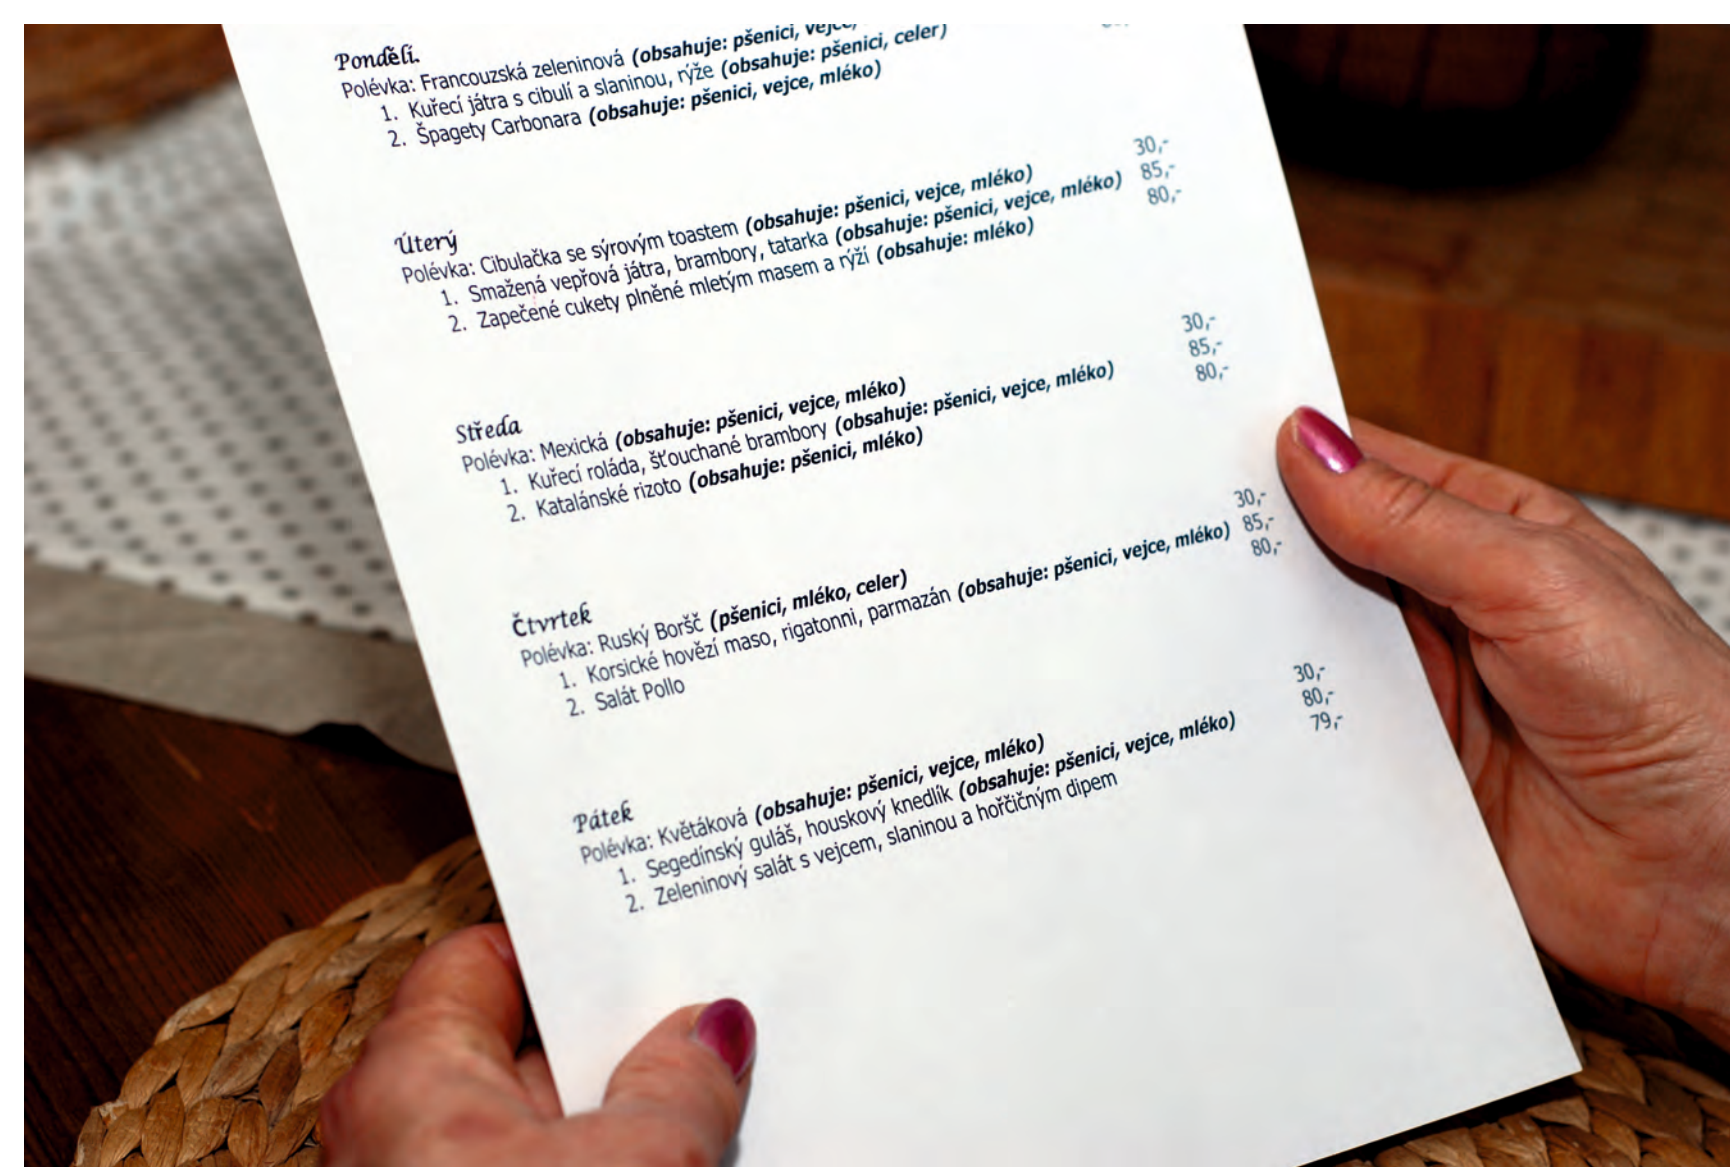 Pondělí.
Polévka: Francouzská zeleninová (obsahuje: pšenici, vejce,
1. Kuřecí játra s cibulí a slaninou, rýže (obsahuje: pšenici, celer)
2. Špagety Carbonara (obsahuje: pšenici, vejce, mléko)
Úterý
Polévka: Cibulačka se sýrovým toastem (obsahuje: pšenici, vejce, mléko) 30,-
1. Smažená vepřová játra, brambory, tatarka (obsahuje: pšenici, vejce, mléko) 85,-
2. Zapečené cukety plněné mletým masem a rýží (obsahuje: mléko) 80,-
Středa
Polévka: Mexická (obsahuje: pšenici, vejce, mléko) 30,-
1. Kuřecí roláda, šťouchané brambory (obsahuje: pšenici, vejce, mléko) 85,-
2. Katalánské rizoto (obsahuje: pšenici, mléko) 80,-
Čtvrtek
Polévka: Ruský Boršč (pšenici, mléko, celer) 30,-
1. Korsické hovězí maso, rigatonni, parmazán (obsahuje: pšenici, vejce, mléko) 85,-
2. Salát Pollo 80,-
Pátek
Polévka: Květáková (obsahuje: pšenici, vejce, mléko) 30,-
1. Segedínský guláš, houskový knedlík (obsahuje: pšenici, vejce, mléko) 80,-
2. Zeleninový salát s vejcem, slaninou a hořčičným dipem 79,-